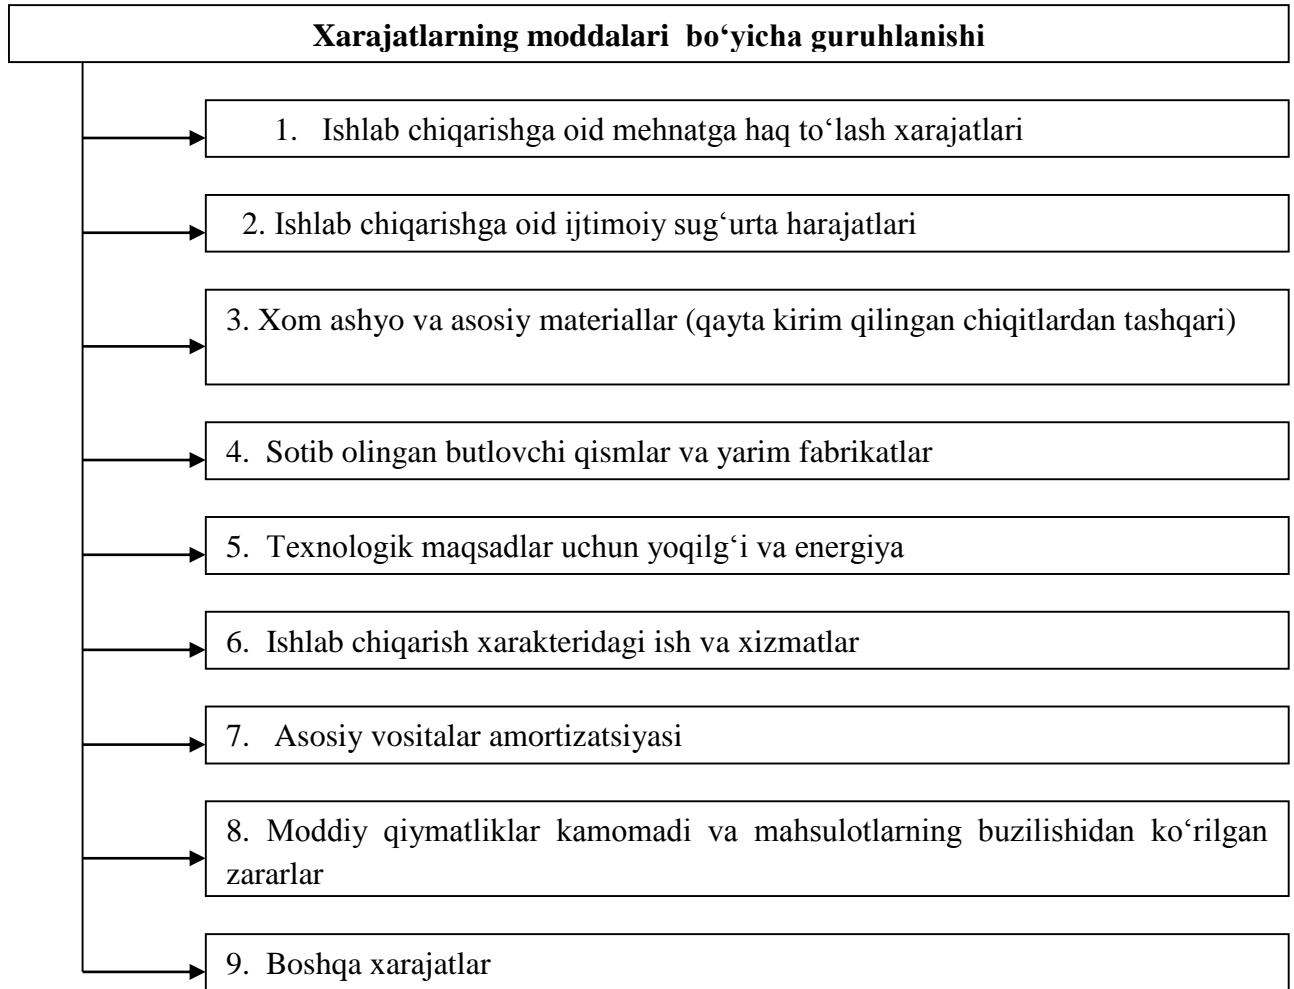 Xarajatlarning moddalari bo‘yicha guruhlanishi
1. Ishlab chiqarishga oid mehnatga haq to‘lash xarajatlari
2. Ishlab chiqarishga oid ijtimoiy sug‘urta harajatlari
3. Xom ashyo va asosiy materiallar (qayta kirim qilingan chiqitlardan tashqari)
4. Sotib olingan butlovchi qismlar va yarim fabrikatlar
5. Texnologik maqsadlar uchun yoqilg‘i va energiya
6. Ishlab chiqarish xarakteridagi ish va xizmatlar
7. Asosiy vositalar amortizatsiyasi
8. Moddiy qiymatliklar kamomadi va mahsulotlarning buzilishidan ko‘rilgan
zararlar
9. Boshqa xarajatlar